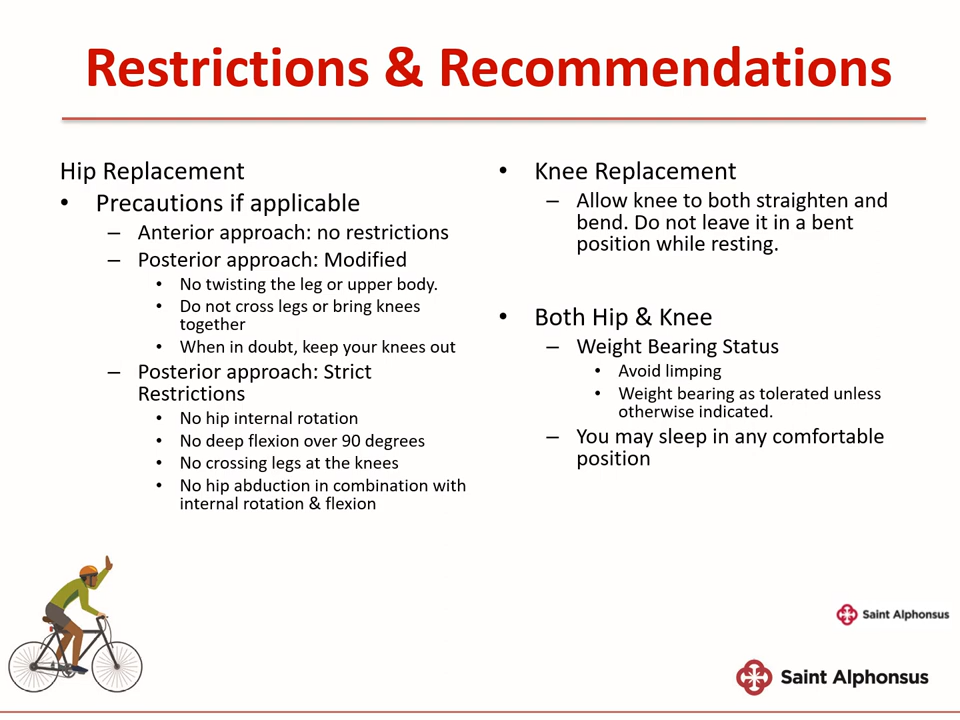 Restrictions & Recommendations
Hip Replacement
• Precautions if applicable
– Anterior approach: no restrictions
– Posterior approach: Modified
• No twisting the leg or upper body.
• Do not cross legs or bring knees
together
• When in doubt, keep your knees out
– Posterior approach: Strict
Restrictions
• No hip internal rotation
• No deep flexion over 90 degrees
• No crossing legs at the knees
• No hip abduction in combination with
internal rotation & flexion
• Knee Replacement
– Allow knee to both straighten and
bend. Do not leave it in a bent
position while resting.
• Both Hip & Knee
– Weight Bearing Status
• Avoid limping
• Weight bearing as tolerated unless
otherwise indicated.
– You may sleep in any comfortable
position
Saint Alphonsus
Saint Alphonsus